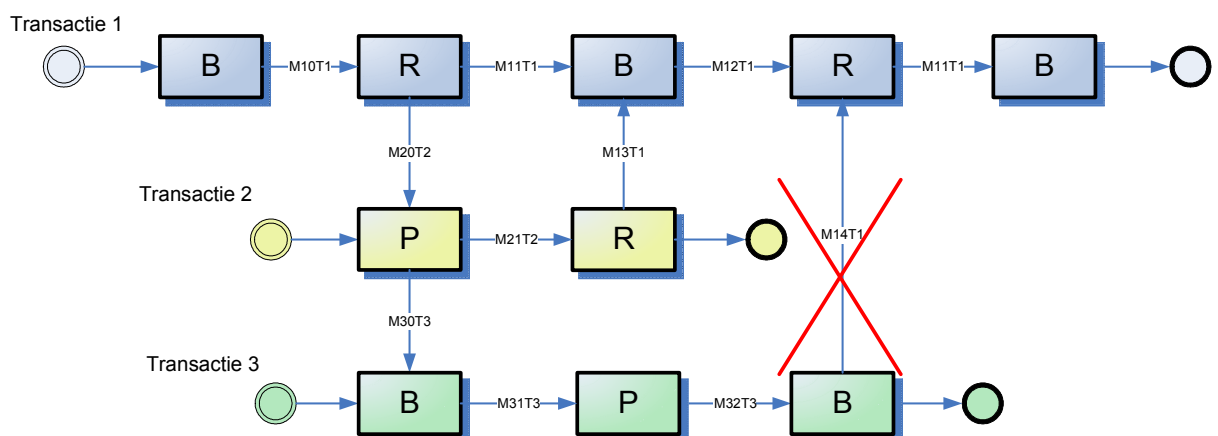 Transactie 1
B M10T1 R M11T1 B M12T1 R M11T1 B
M20T2 M13T1
Transactie 2
P M21T2 R M14T1
M30T3
Transactie 3
B M31T3 P M32T3 B